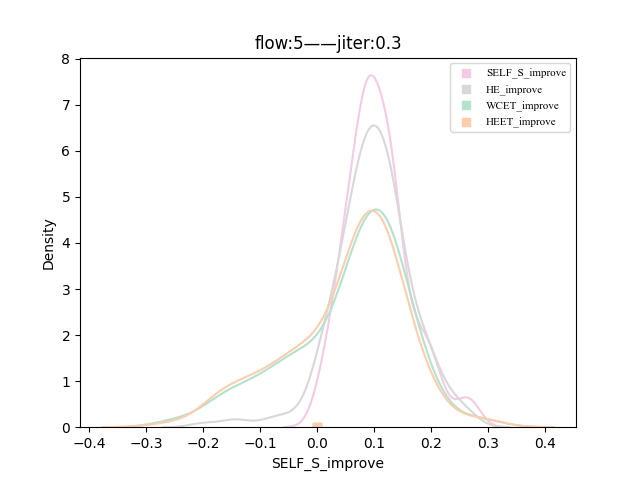 flow:5——jiter:0.3
8
7
6
5
4
3
2
1
0
Density
SELF_S_improve
HE_improve
WCET_improve
HEET_improve
−0.4 −0.3 −0.2 −0.1 0.0 0.1 0.2 0.3 0.4
SELF_S_improve